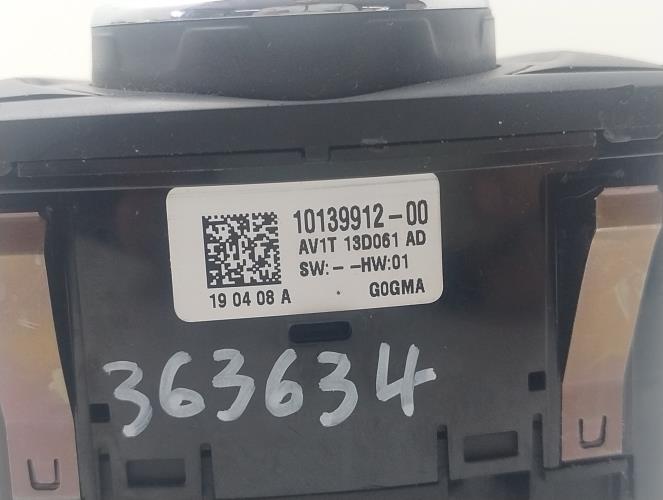 10139912-00
AV1T 13D061 AD
SW:- -HW:01
19 04 08 A . G0GMA
363634